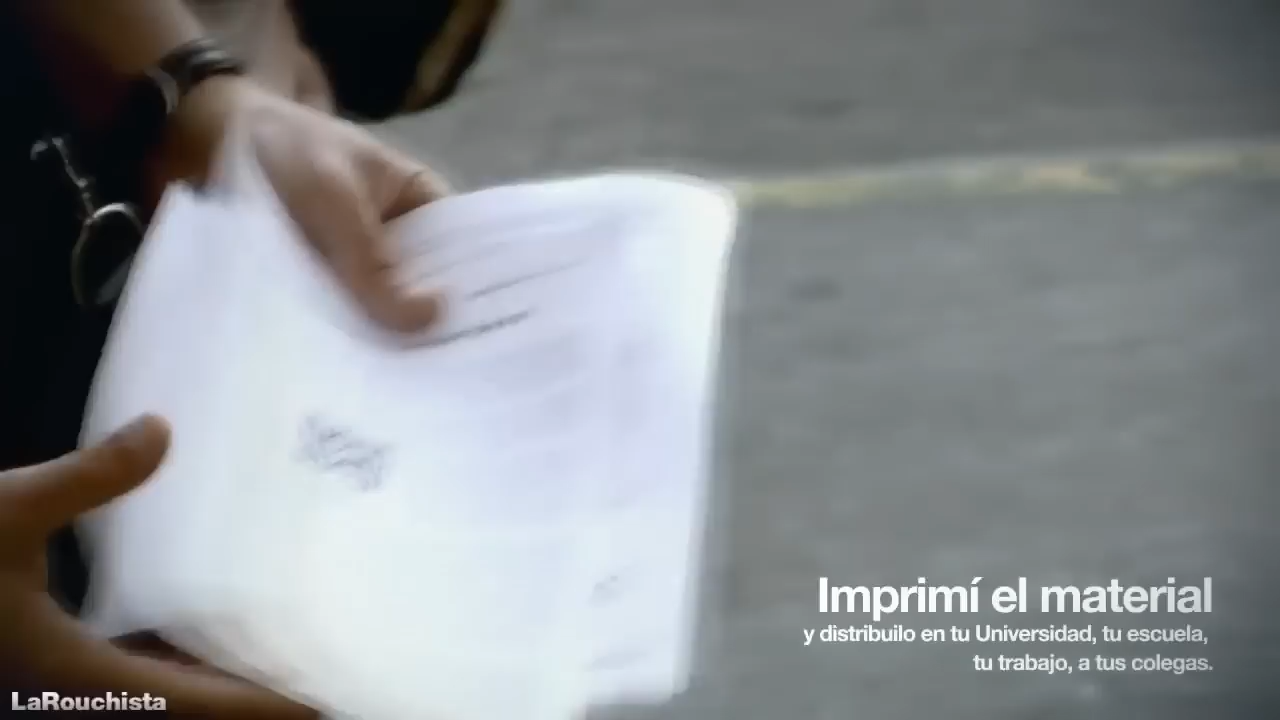 Imprimí el material
y distribuilo en tu Universidad, tu escuela,
tu trabajo, a tus colegas.
LaRouchista